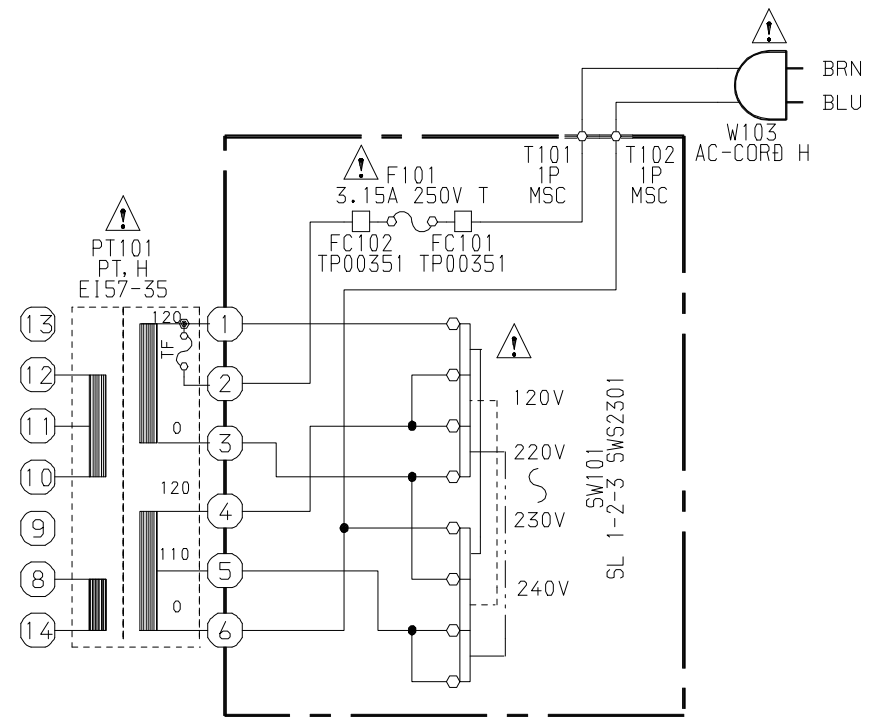 BRN
BLU
W103
AC-CORD H
T101
1P
MSC
T102
1P
MSC
F101
3.15A 250V T
FC102
TP00351
FC101
TP00351
PT101
PT,H
EI57-35
13
12
11
10
9
8
14
120
TF
0
120
110
0
1
2
3
4
5
6
120V
220V
230V
240V
SW101
SL 1-2-3 SWS2301